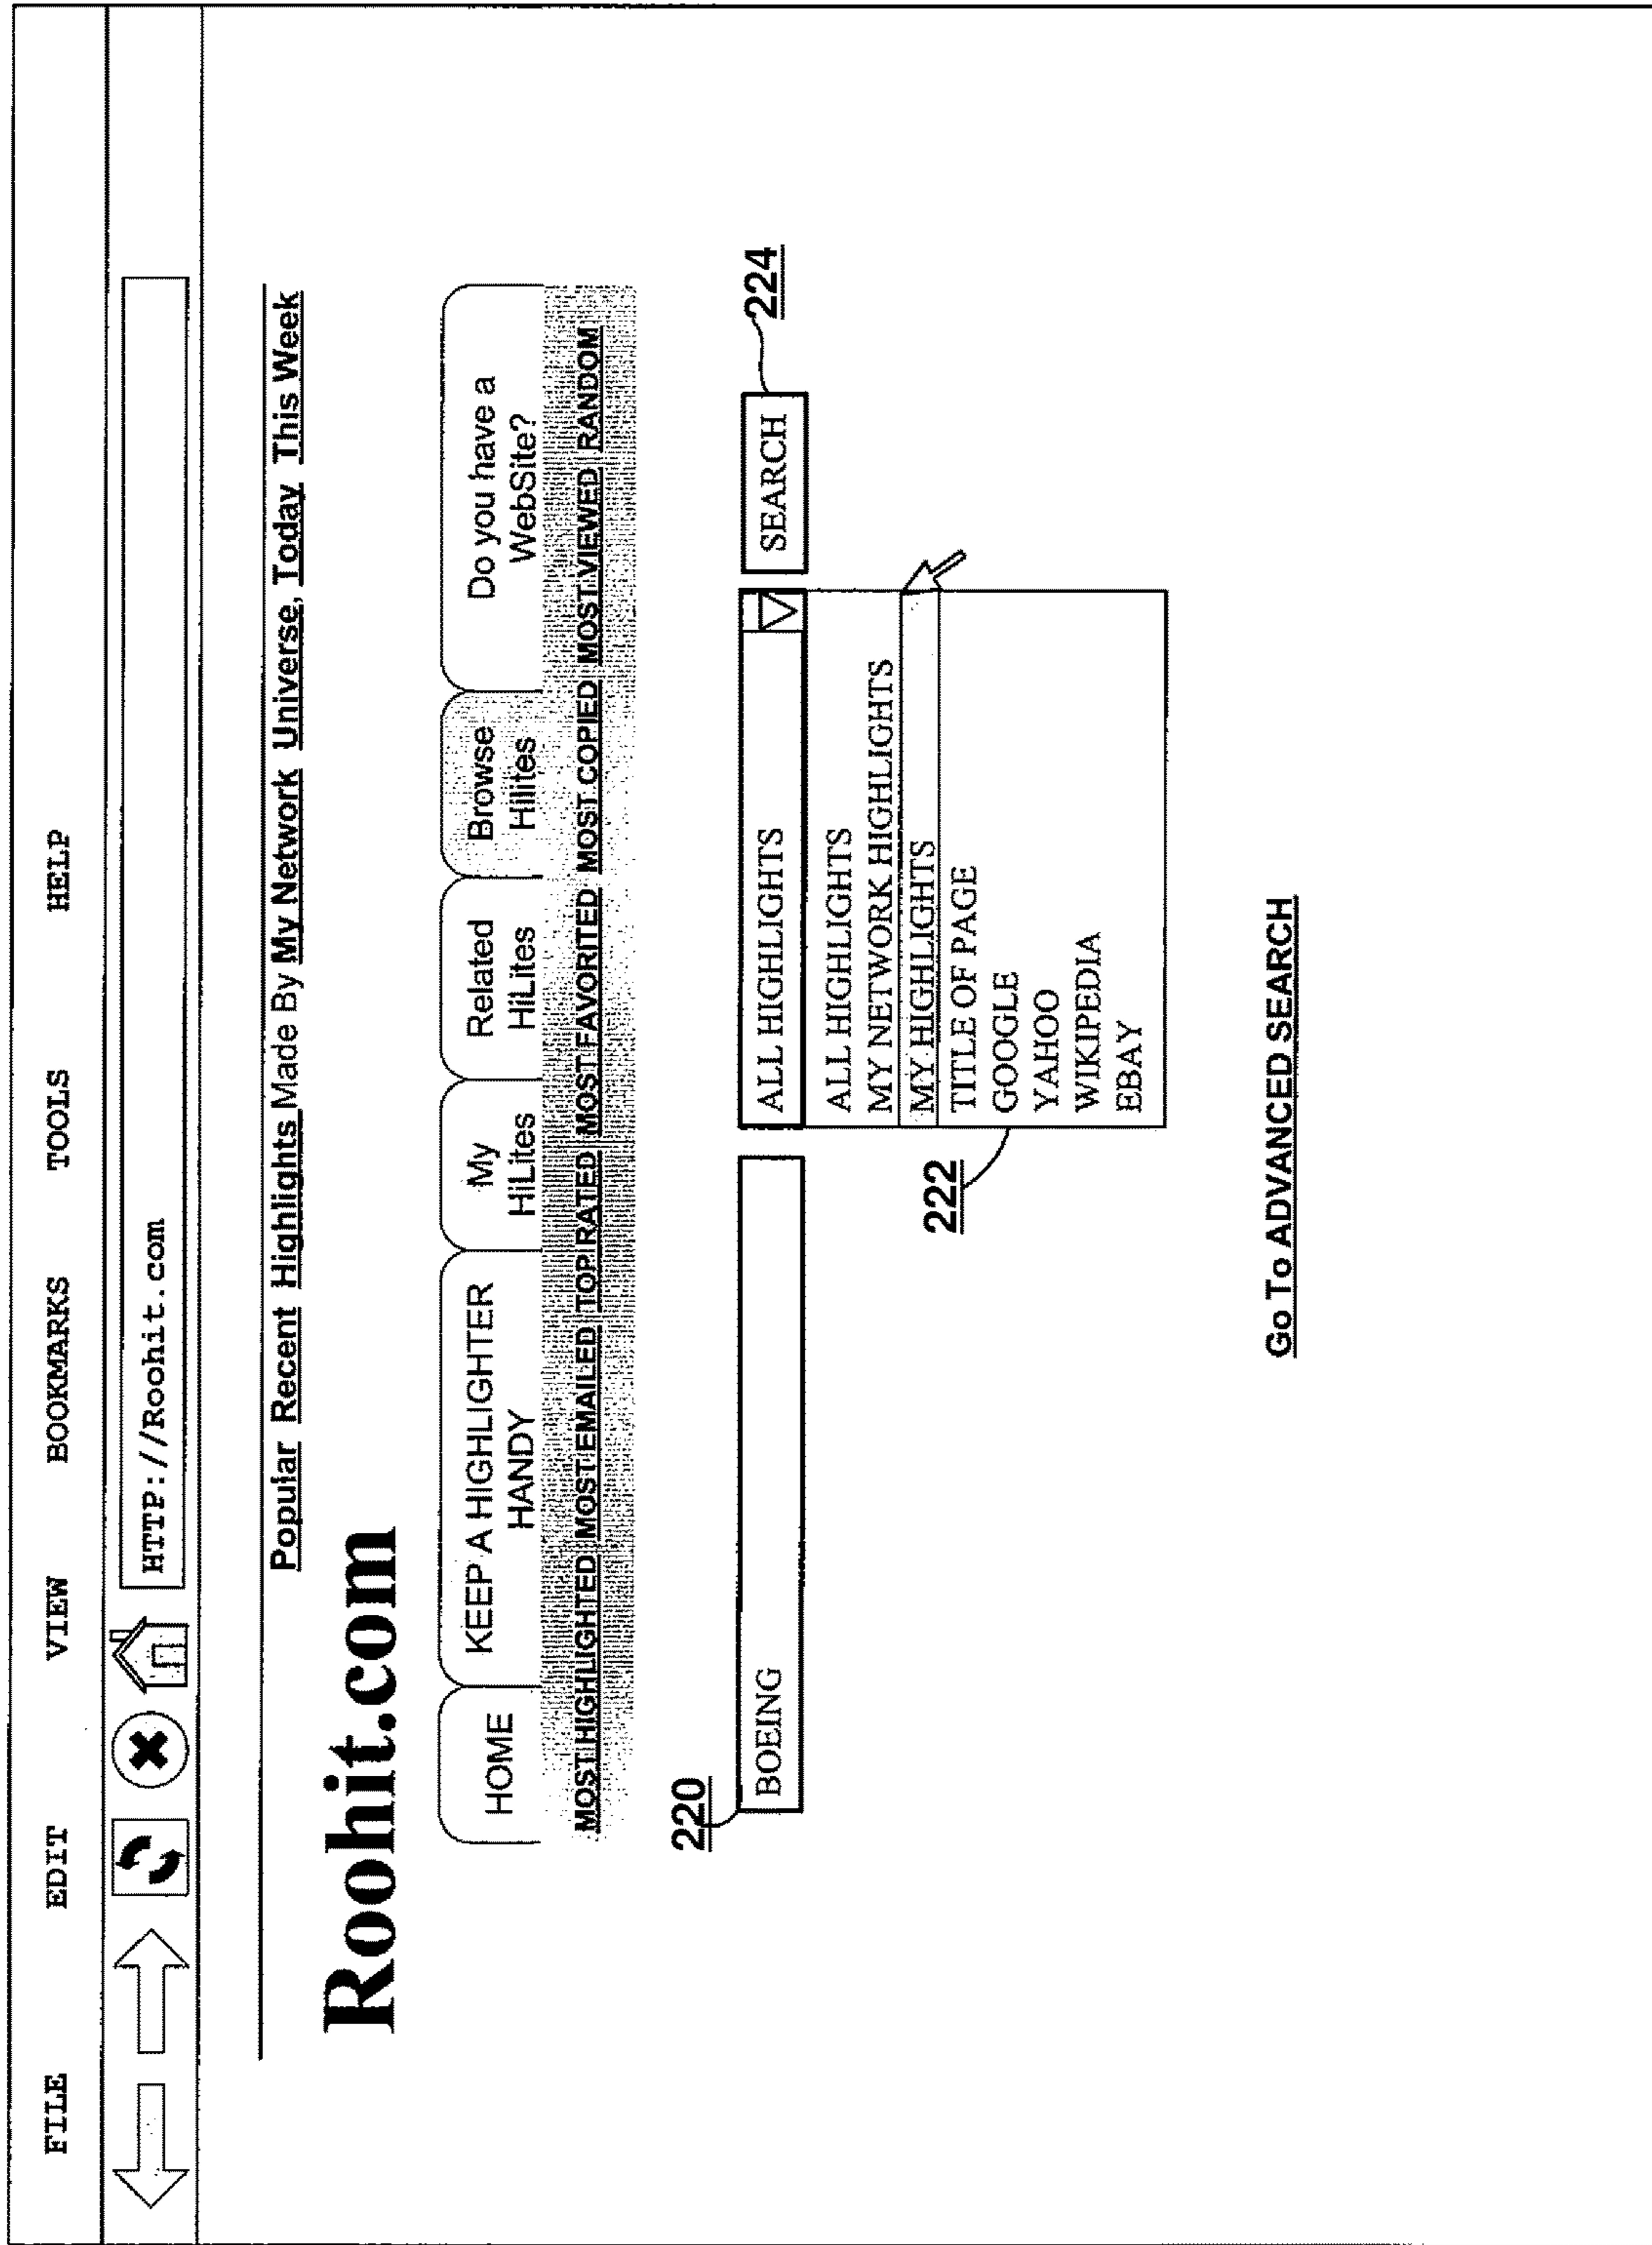 FILE EDIT VIEW BOOKMARKS TOOLS HELP
HTTP://Roohit.com
Popular Recent Highlights Made By My Network Universe, Today This Week
Roohit.com
HOME
KEEP A HIGHLIGHTER
HANDY
My
HiLites
Related
HiLites
Browse
Hilites
Do you have a
WebSite?
MOST HIGHLIGHTED MOST EMAILED TOP RATED MOST FAVORITED MOST COPIED MOST VIEWED RANDOM
220
BOEING
ALL HIGHLIGHTS
SEARCH
224
ALL HIGHLIGHTS
MY NETWORK HIGHLIGHTS
MY HIGHLIGHTS
TITLE OF PAGE
GOOGLE
YAHOO
WIKIPEDIA
EBAY
222
Go To ADVANCED SEARCH